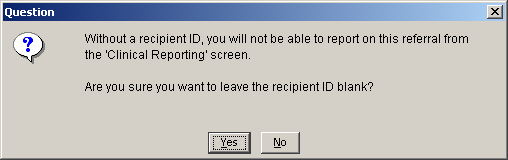 Question
Without a recipient ID, you will not be able to report on this referral from
the 'Clinical Reporting' screen.
Are you sure you want to leave the recipient ID blank?
Yes No